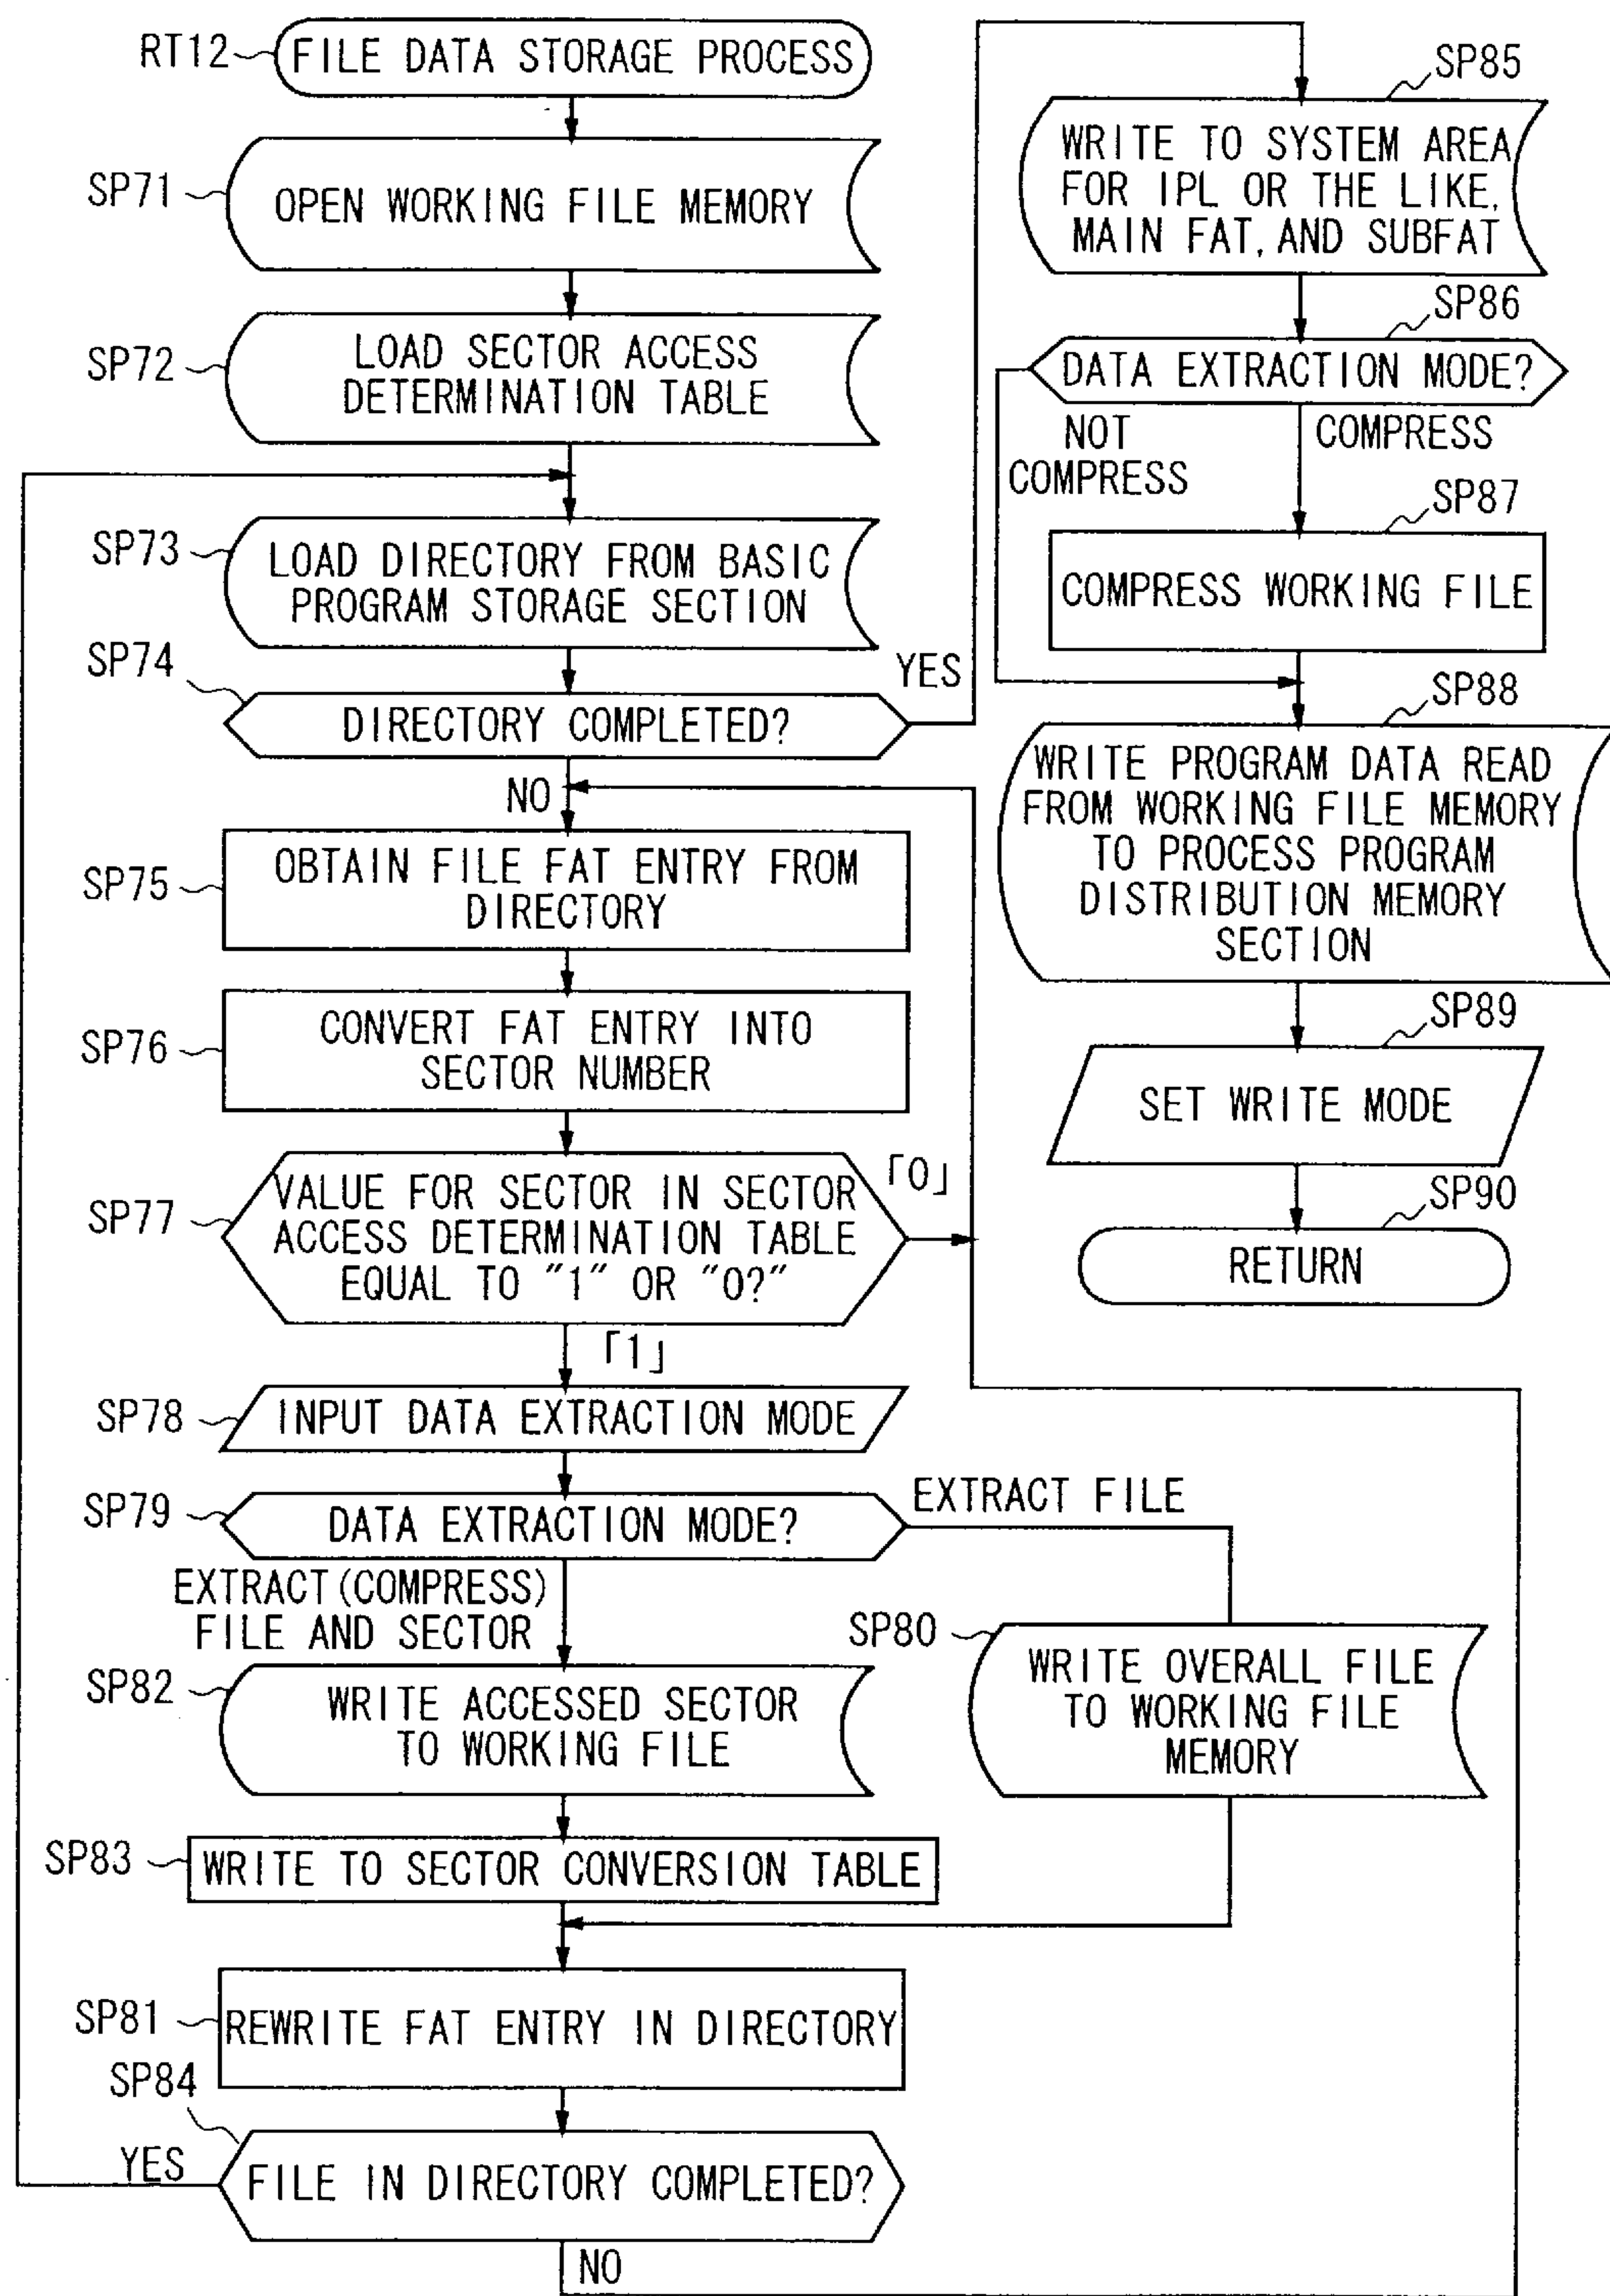 RT12
FILE DATA STORAGE PROCESS
SP71
OPEN WORKING FILE MEMORY
SP72
LOAD SECTOR ACCESS
DETERMINATION TABLE
SP73
LOAD DIRECTORY FROM BASIC
PROGRAM STORAGE SECTION
SP74
DIRECTORY COMPLETED?
YES
NO
SP75
OBTAIN FILE FAT ENTRY FROM
DIRECTORY
SP76
CONVERT FAT ENTRY INTO
SECTOR NUMBER
SP77
VALUE FOR SECTOR IN SECTOR
ACCESS DETERMINATION TABLE
EQUAL TO "1" OR "0?"
「0」
「1」
SP78
INPUT DATA EXTRACTION MODE
SP79
DATA EXTRACTION MODE?
EXTRACT FILE
EXTRACT(COMPRESS)
FILE AND SECTOR
SP80
WRITE OVERALL FILE
TO WORKING FILE
MEMORY
SP82
WRITE ACCESSED SECTOR
TO WORKING FILE
SP83
WRITE TO SECTOR CONVERSION TABLE
SP81
REWRITE FAT ENTRY IN DIRECTORY
SP84
YES
FILE IN DIRECTORY COMPLETED?
NO
SP85
WRITE TO SYSTEM AREA
FOR IPL OR THE LIKE,
MAIN FAT, AND SUBFAT
SP86
DATA EXTRACTION MODE?
NOT
COMPRESS
COMPRESS
SP87
COMPRESS WORKING FILE
SP88
WRITE PROGRAM DATA READ
FROM WORKING FILE MEMORY
TO PROCESS PROGRAM
DISTRIBUTION MEMORY
SECTION
SP89
SET WRITE MODE
SP90
RETURN